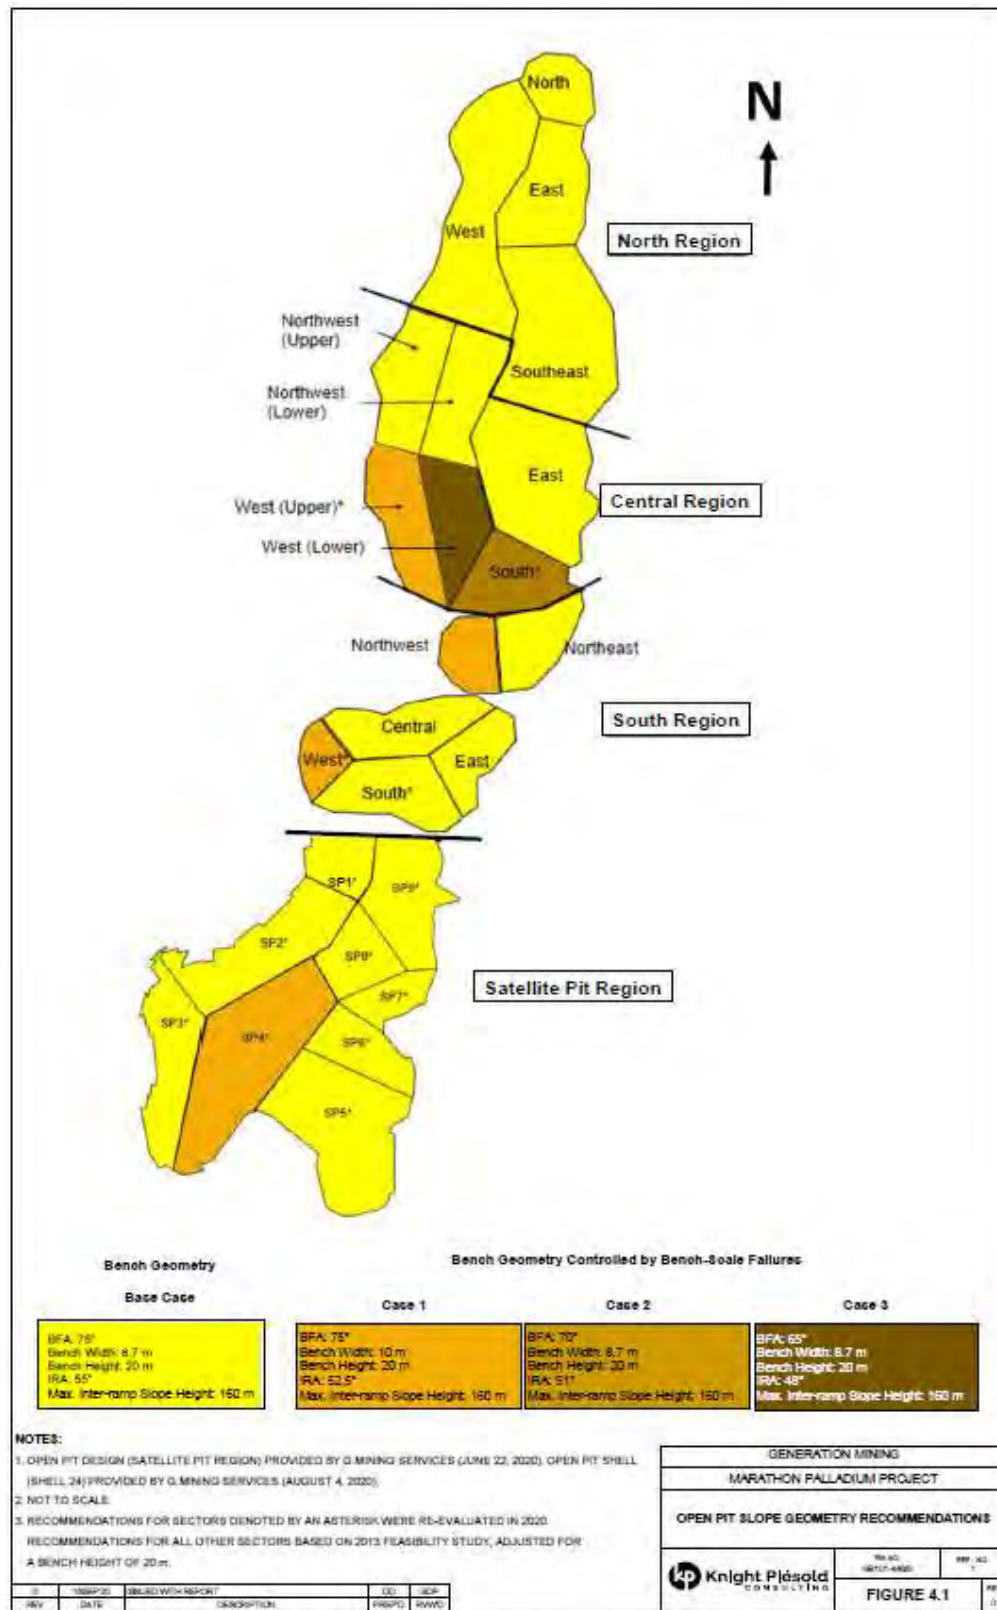 North
N
East
West
North Region
Northwest
(Upper)
Southeast
Northwest
(Lower)
East
West (Upper)*
Central Region
West (Lower)
South*
Northwest
Northeast
South Region
Central
West*
East
South*
SP1*
SP9*
SP2*
SP8*
Satellite Pit Region
SP7*
SP3*
SP4*
SP6*
SP5*
Bench Geometry
Bench Geometry Controlled by Bench-Scale Failures
Base Case
Case 1
Case 2
Case 3
BFA: 75°
Bench Width: 8.7 m
Bench Height: 20 m
IRA: 55°
Max. Inter-ramp Slope Height: 160 m
BFA: 75°
Bench Width: 10 m
Bench Height: 20 m
IRA: 52.5°
Max. Inter-ramp Slope Height: 160 m
BFA: 70°
Bench Width: 8.7 m
Bench Height: 20 m
IRA: 51°
Max. Inter-ramp Slope Height: 160 m
BFA: 65°
Bench Width: 8.7 m
Bench Height: 20 m
IRA: 48°
Max. Inter-ramp Slope Height: 160 m
NOTES:
1. OPEN PIT DESIGN (SATELLITE PIT REGION) PROVIDED BY G MINING SERVICES (JUNE 22, 2020). OPEN PIT SHELL
(SHELL 24) PROVIDED BY G MINING SERVICES (AUGUST 4, 2020).
2. NOT TO SCALE.
3. RECOMMENDATIONS FOR SECTORS DENOTED BY AN ASTERISK WERE RE-EVALUATED IN 2020.
RECOMMENDATIONS FOR ALL OTHER SECTORS BASED ON 2013 FEASIBILITY STUDY, ADJUSTED FOR
A BENCH HEIGHT OF 20 m.
GENERATION MINING
MARATHON PALLADIUM PROJECT
OPEN PIT SLOPE GEOMETRY RECOMMENDATIONS
Knight Piésold
CONSULTING
FIGURE 4.1
0 ISSUED WITH REPORT
REV DATE DESCRIPTION PREP'D RVW'D